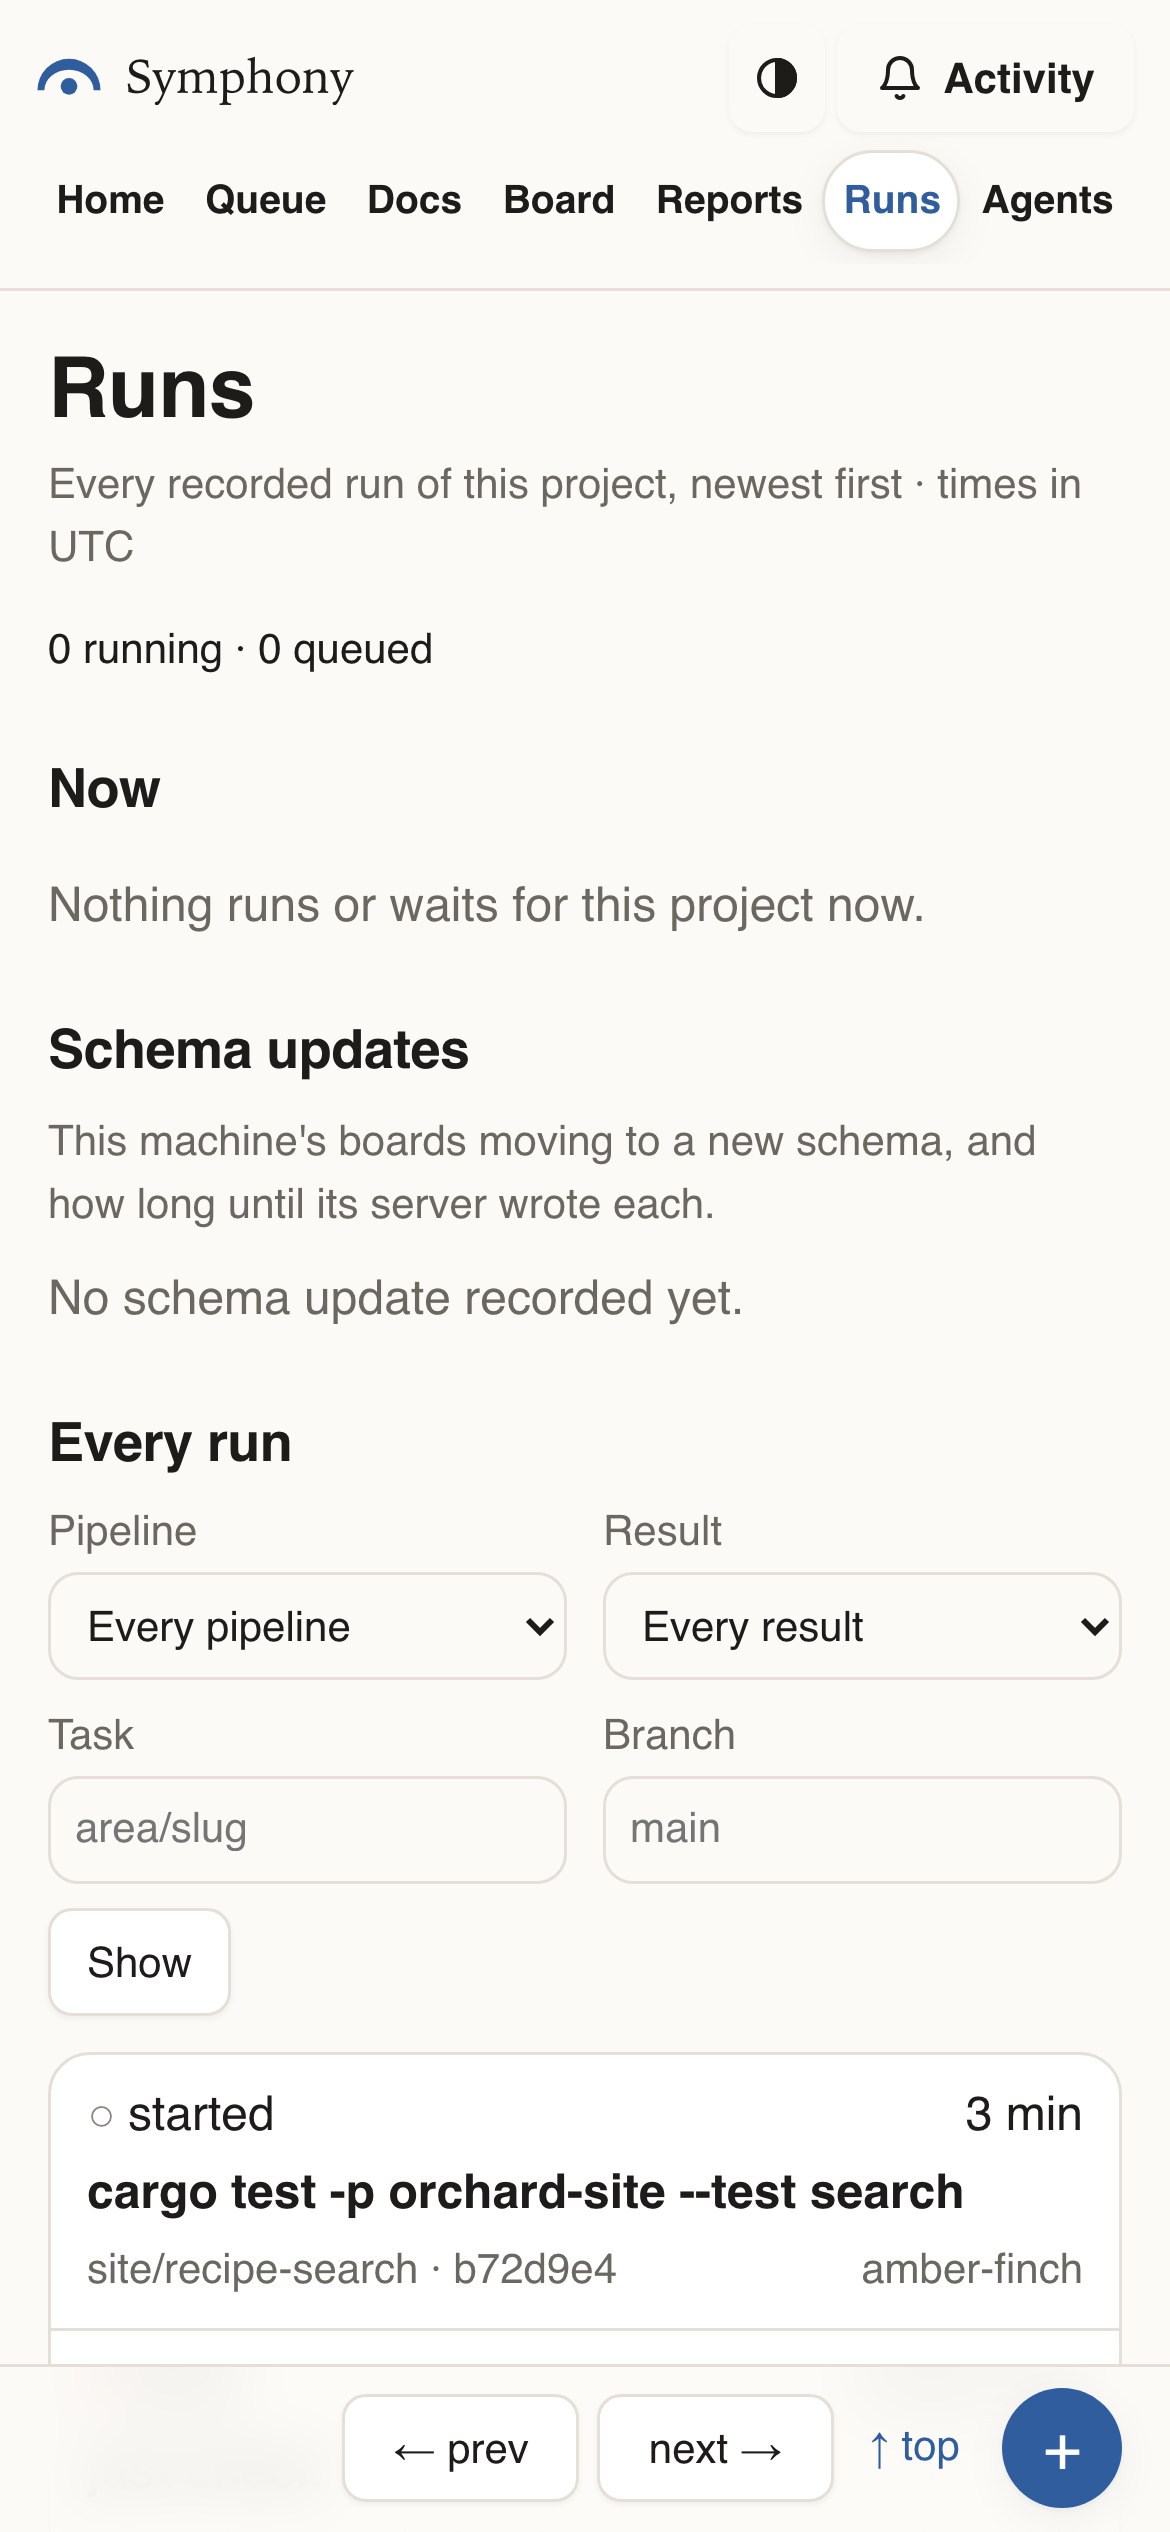 Symphony
Activity
Home Queue Docs Board Reports Runs Agents
Runs
Every recorded run of this project, newest first · times in
UTC
0 running · 0 queued
Now
Nothing runs or waits for this project now.
Schema updates
This machine's boards moving to a new schema, and
how long until its server wrote each.
No schema update recorded yet.
Every run
Pipeline Result
Every pipeline Every result
Task Branch
area/slug main
Show
○ started 3 min
cargo test -p orchard-site --test search
site/recipe-search · b72d9e4 amber-finch
← prev next → ↑ top +